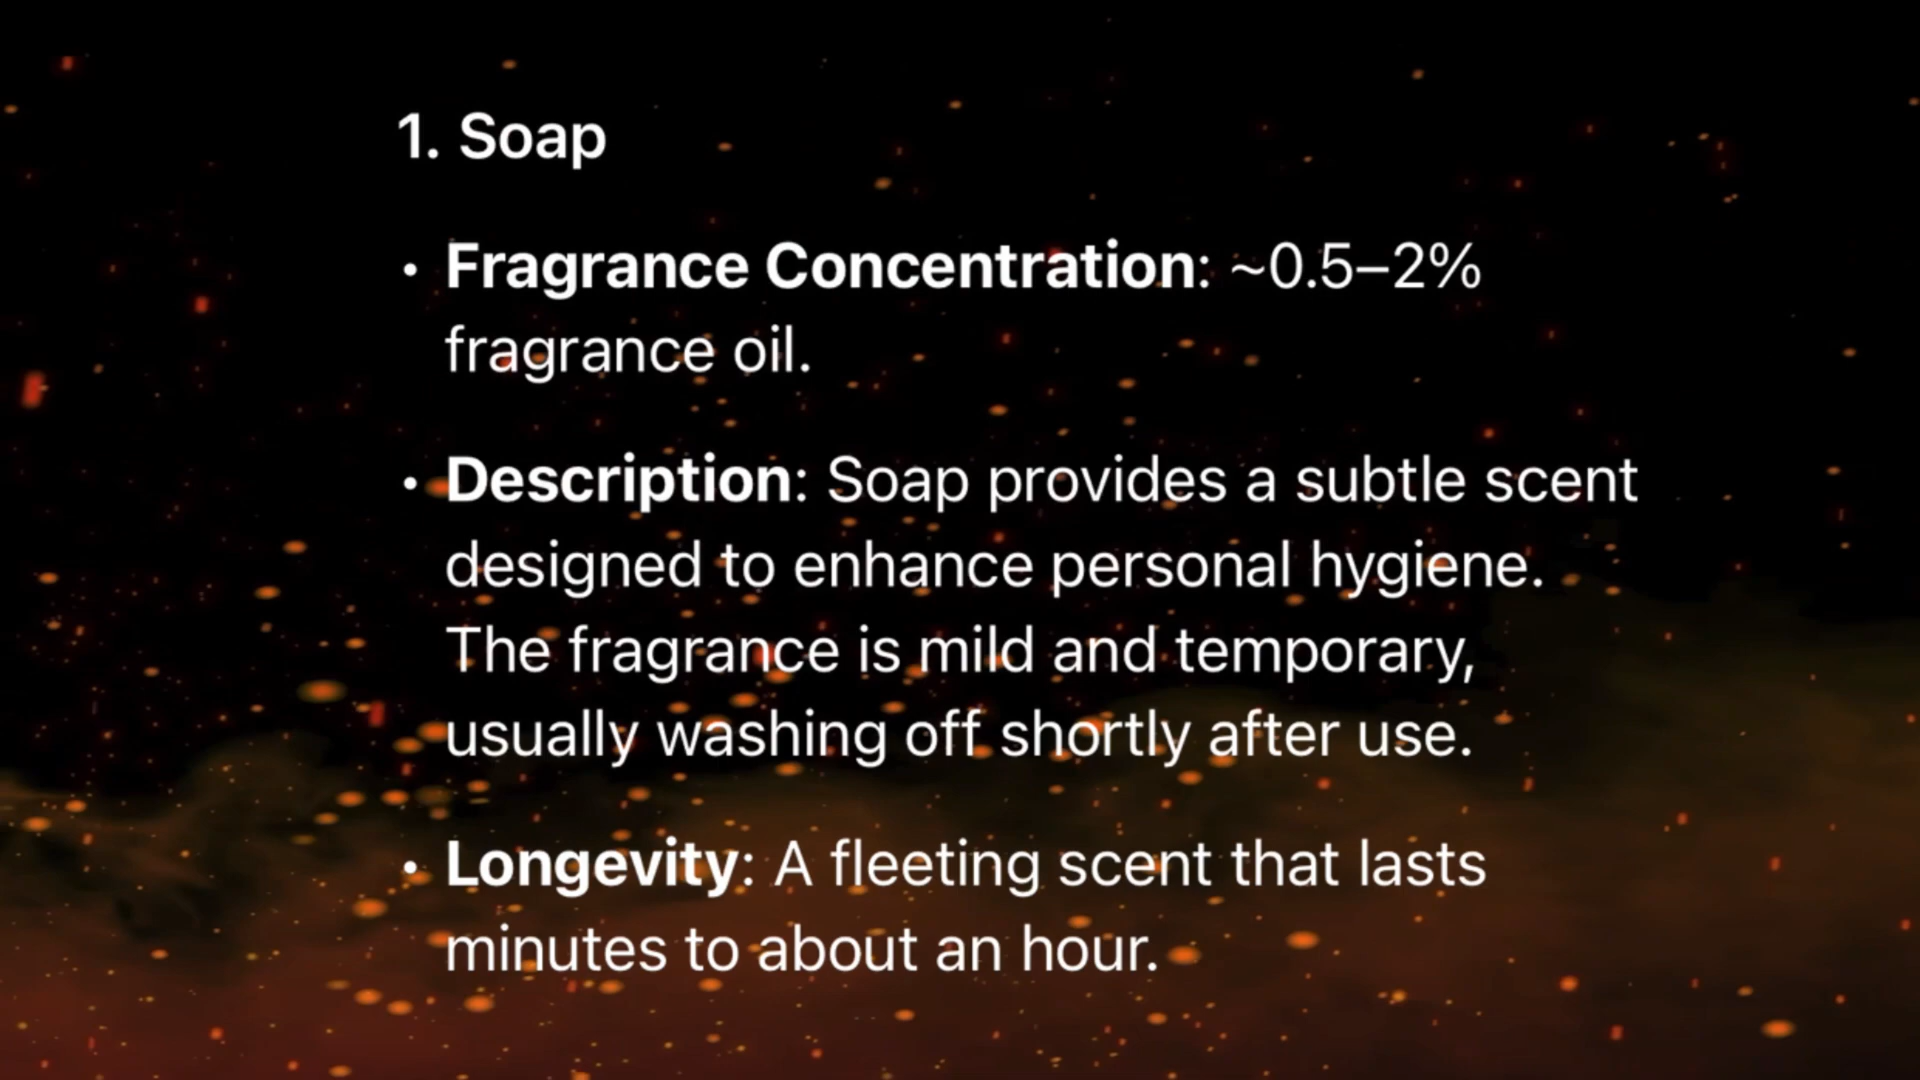 1. Soap
• Fragrance Concentration: ~0.5–2%
fragrance oil.
• Description: Soap provides a subtle scent
designed to enhance personal hygiene.
The fragrance is mild and temporary,
usually washing off shortly after use.
• Longevity: A fleeting scent that lasts
minutes to about an hour.